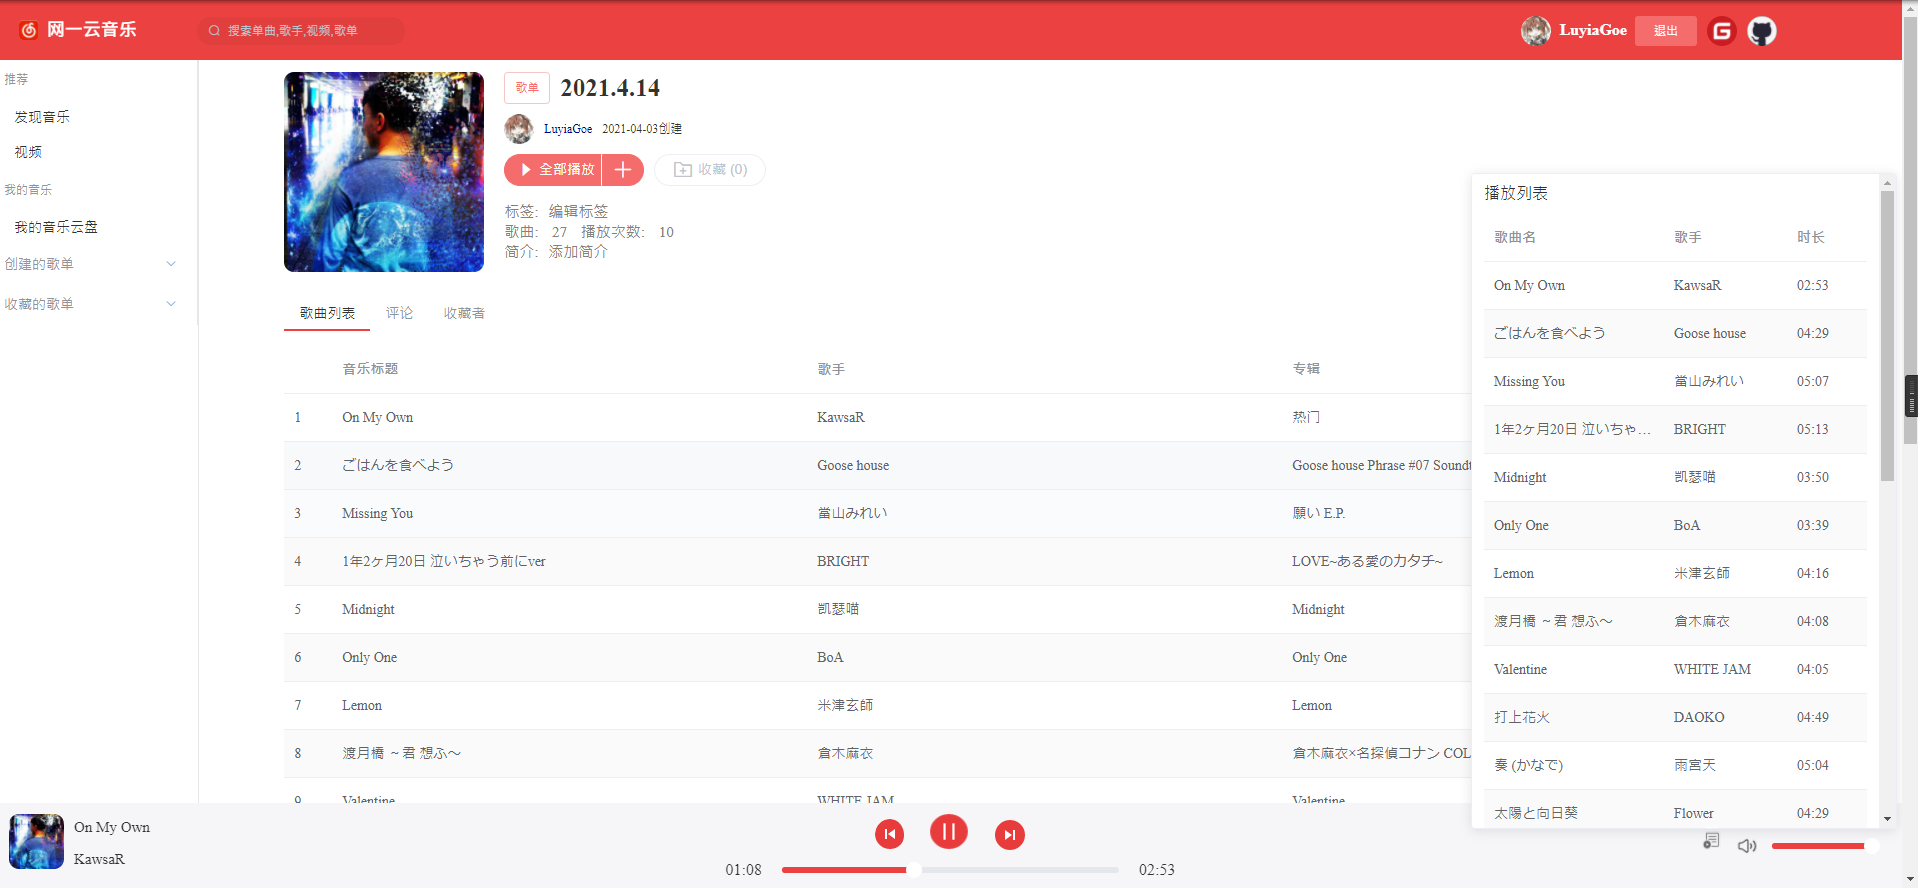 网一云音乐
搜索单曲,歌手,视频,歌单
LuyiaGoe 退出
推荐
发现音乐
视频
我的音乐
我的音乐云盘
创建的歌单
收藏的歌单
歌单 2021.4.14
LuyiaGoe 2021-04-03创建
全部播放 收藏 (0)
标签: 编辑标签
歌曲: 27 播放次数: 10
简介: 添加简介
歌曲列表 评论 收藏者
音乐标题 歌手 专辑
1 On My Own KawsaR 热门
2 ごはんを食べよう Goose house Goose house Phrase #07 Soundt
3 Missing You 當山みれい 願い E.P.
4 1年2ヶ月20日 泣いちゃう前にver BRIGHT LOVE~ある愛のカタチ~
5 Midnight 凯瑟喵 Midnight
6 Only One BoA Only One
7 Lemon 米津玄師 Lemon
8 渡月橋 ～君 想ふ～ 倉木麻衣 倉木麻衣×名探偵コナン COL
9 Valentine WHITE JAM Valentine
播放列表
歌曲名 歌手 时长
On My Own KawsaR 02:53
ごはんを食べよう Goose house 04:29
Missing You 當山みれい 05:07
1年2ヶ月20日 泣いちゃ... BRIGHT 05:13
Midnight 凯瑟喵 03:50
Only One BoA 03:39
Lemon 米津玄師 04:16
渡月橋 ～君 想ふ～ 倉木麻衣 04:08
Valentine WHITE JAM 04:05
打上花火 DAOKO 04:49
奏 (かなで) 雨宮天 05:04
太陽と向日葵 Flower 04:29
On My Own
KawsaR
01:08 02:53